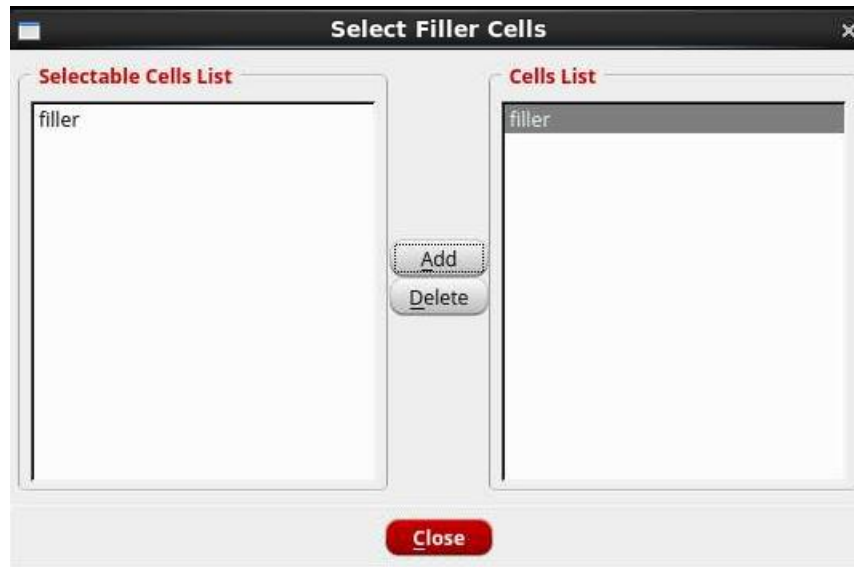 Select Filler Cells
Selectable Cells List
Cells List
filler
filler
Add
Delete
Close